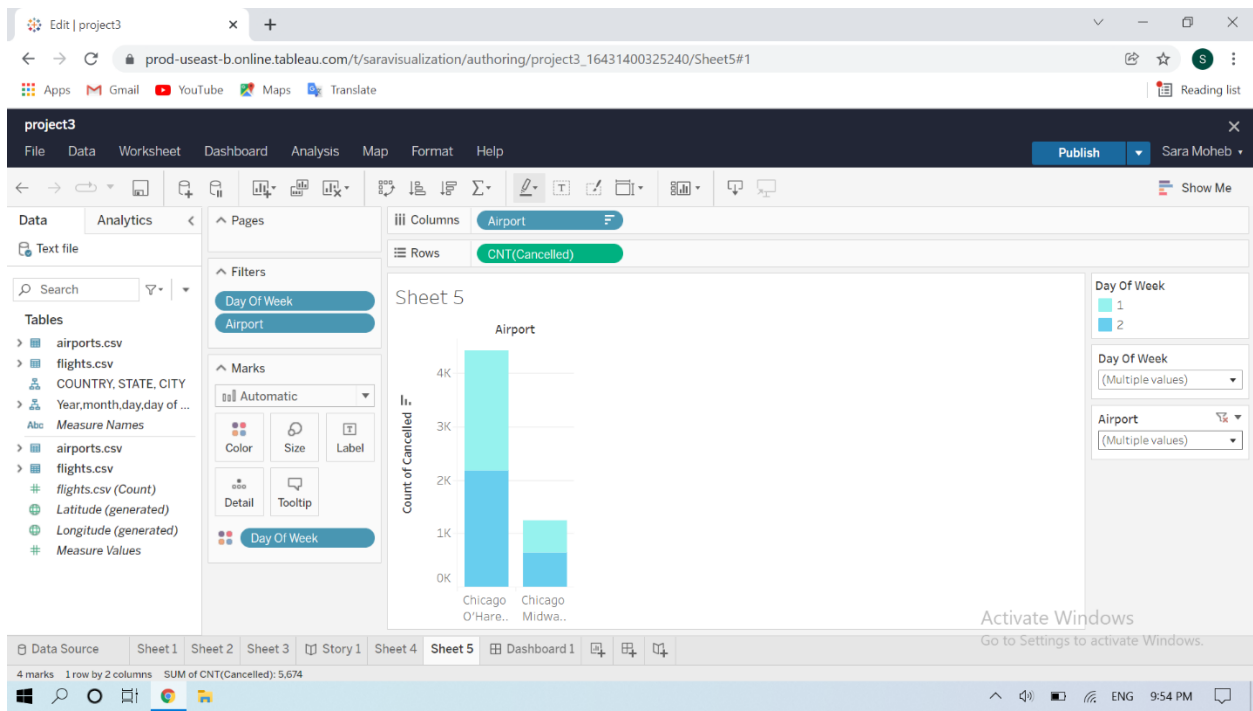 Edit | project3
prod-useast-b.online.tableau.com/t/saravisualization/authoring/project3_16431400325240/Sheet5#1
S
Apps Gmail YouTube Maps Translate Reading list
project3
File Data Worksheet Dashboard Analysis Map Format Help Publish Sara Moheb
Show Me
Data Analytics
Text file
Search
Tables
airports.csv
flights.csv
COUNTRY, STATE, CITY
Year,month,day,day of ...
Abc Measure Names
airports.csv
flights.csv
# flights.csv (Count)
Latitude (generated)
Longitude (generated)
# Measure Values
Pages
Filters
Day Of Week
Airport
Marks
Automatic
Color Size Label
Detail Tooltip
Day Of Week
Columns Airport
Rows CNT(Cancelled)
Sheet 5
Airport
Count of Cancelled
4K
3K
2K
1K
0K
Chicago O'Hare..
Chicago Midwa..
Day Of Week
1
2
Day Of Week
(Multiple values)
Airport
(Multiple values)
Activate Windows
Go to Settings to activate Windows.
Data Source Sheet 1 Sheet 2 Sheet 3 Story 1 Sheet 4 Sheet 5 Dashboard 1
4 marks 1 row by 2 columns SUM of CNT(Cancelled): 5,674
ENG 9:54 PM